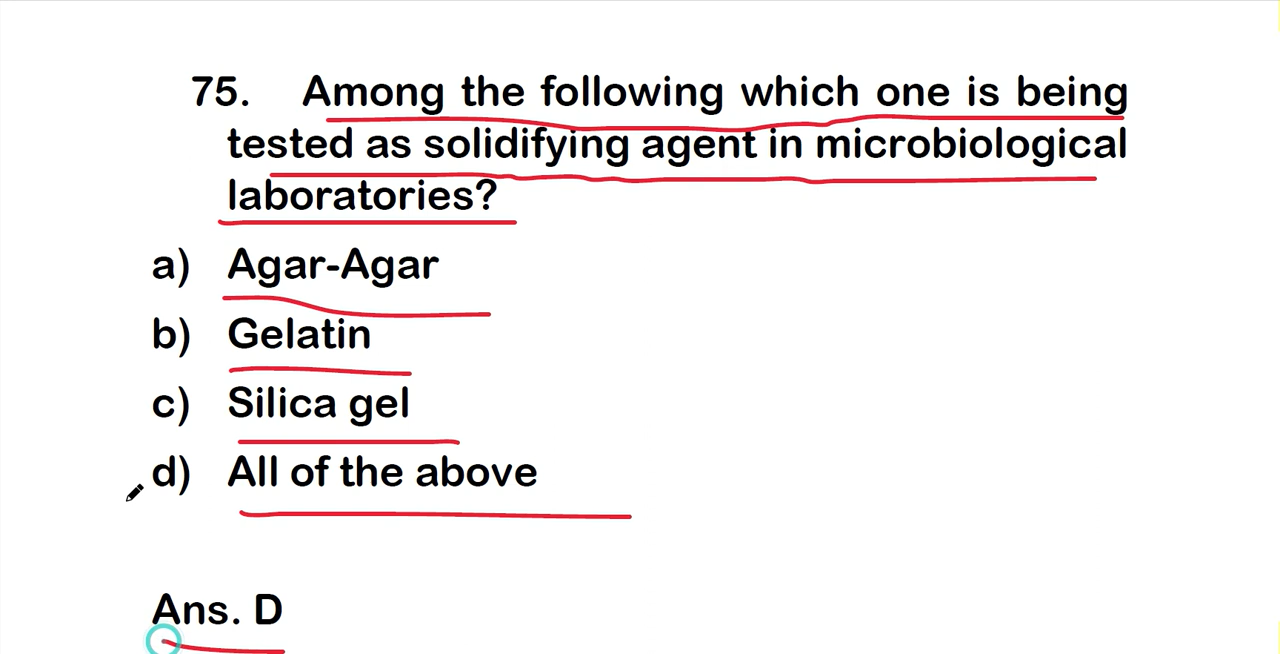 75. Among the following which one is being
tested as solidifying agent in microbiological
laboratories?
a) Agar-Agar
b) Gelatin
c) Silica gel
d) All of the above
Ans. D